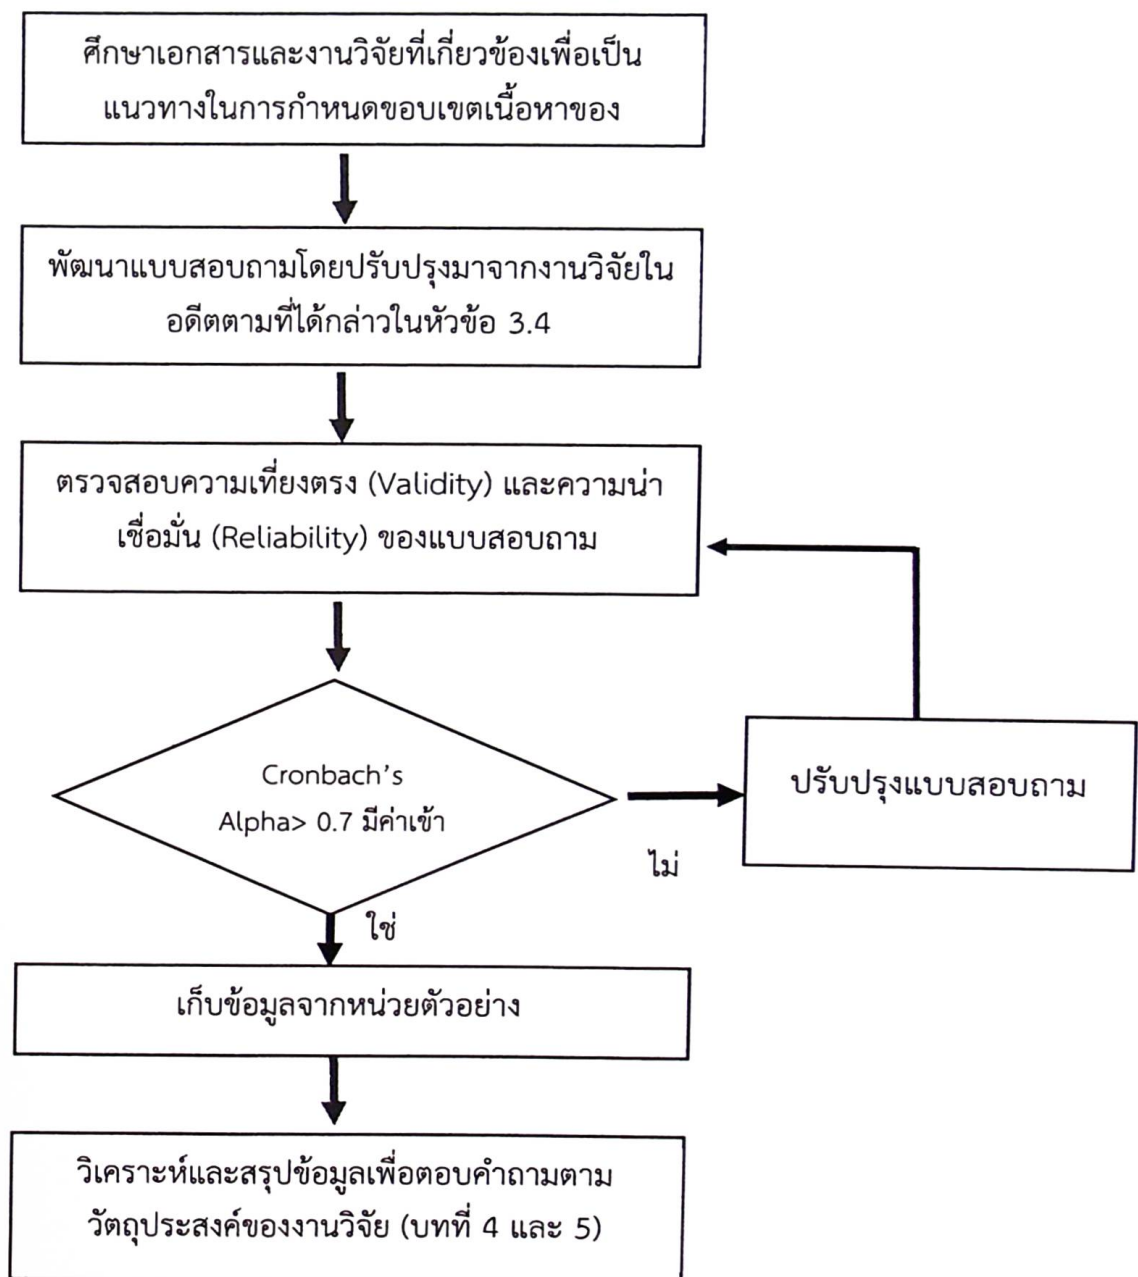 ศึกษาเอกสารและงานวิจัยที่เกี่ยวข้องเพื่อเป็น
แนวทางในการกำหนดขอบเขตเนื้อหาของ
พัฒนาแบบสอบถามโดยปรับปรุงมาจากงานวิจัยใน
อดีตตามที่ได้กล่าวในหัวข้อ 3.4
ตรวจสอบความเที่ยงตรง (Validity) และความน่า
เชื่อมั่น (Reliability) ของแบบสอบถาม
Cronbach's
Alpha> 0.7 มีค่าเข้า
ปรับปรุงแบบสอบถาม
ไม่
ใช่
เก็บข้อมูลจากหน่วยตัวอย่าง
วิเคราะห์และสรุปข้อมูลเพื่อตอบคำถามตาม
วัตถุประสงค์ของงานวิจัย (บทที่ 4 และ 5)